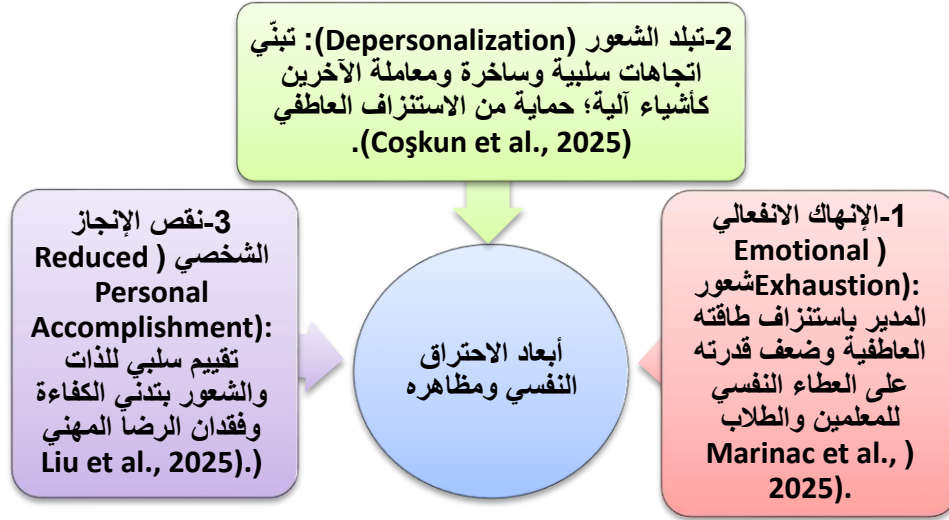 2-تبلد الشعور (Depersonalization): تبنّي
اتجاهات سلبية وساخرة ومعاملة الآخرين
كأشياء آلية؛ حماية من الاستنزاف العاطفي
(Coşkun et al., 2025).
1-الإنهاك الانفعالي
( Emotional
Exhaustion): شعور
المدير باستنزاف طاقته
العاطفية وضعف قدرته
على العطاء النفسي
للمعلمين والطلاب
( Marinac et al.,
2025).
3-نقص الإنجاز
الشخصي ( Reduced
Personal
Accomplishment):
تقييم سلبي للذات
والشعور بتدني الكفاءة
وفقدان الرضا المهني
(Liu et al., 2025).
أبعاد الاحتراق
النفسي ومظاهره